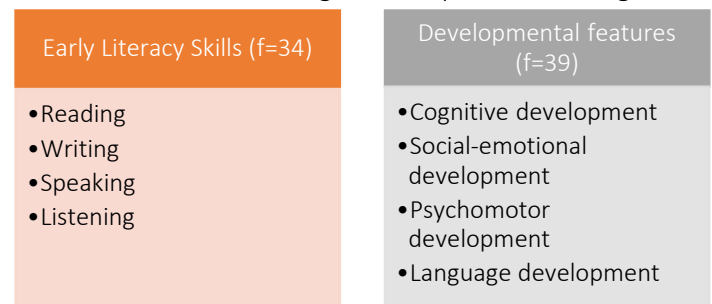 Early Literacy Skills (f=34)
•Reading
•Writing
•Speaking
•Listening
Developmental features
(f=39)
•Cognitive development
•Social-emotional
development
•Psychomotor
development
•Language development